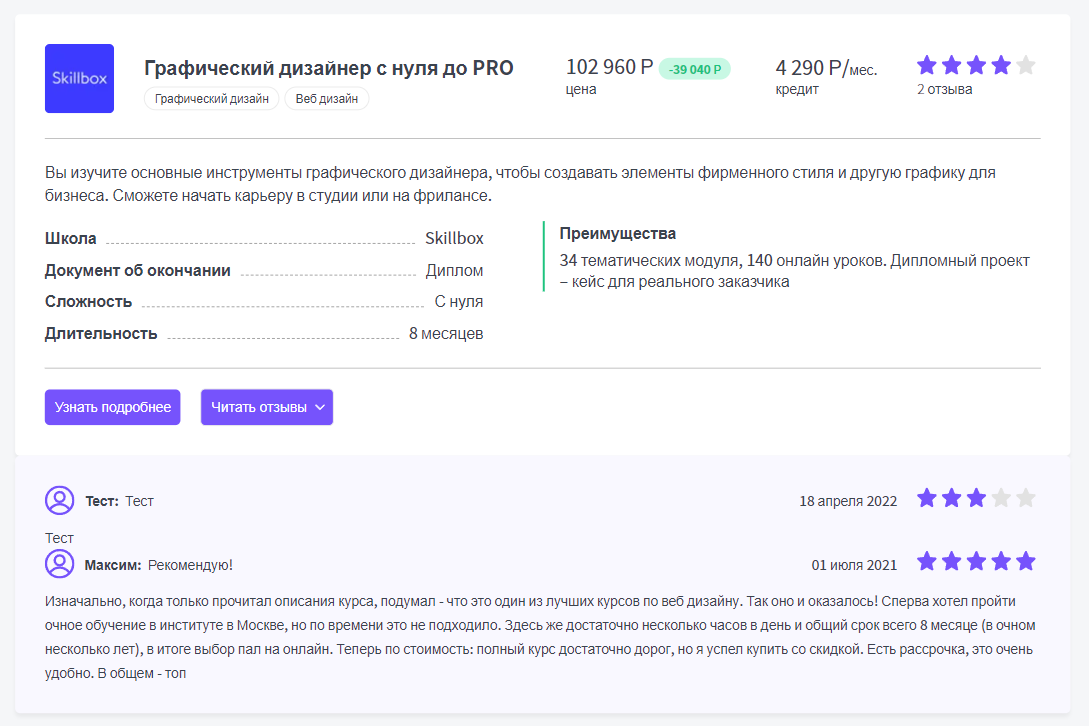 Skillbox
Графический дизайнер с нуля до PRO
Графический дизайн
Веб дизайн
102 960 Р -39 040 Р
цена
4 290 Р/мес.
кредит
2 отзыва
Вы изучите основные инструменты графического дизайнера, чтобы создавать элементы фирменного стиля и другую графику для
бизнеса. Сможете начать карьеру в студии или на фрилансе.
Школа Skillbox
Документ об окончании Диплом
Сложность С нуля
Длительность 8 месяцев
Преимущества
34 тематических модуля, 140 онлайн уроков. Дипломный проект
– кейс для реального заказчика
Узнать подробнее
Читать отзывы
Тест: Тест 18 апреля 2022
Тест
Максим: Рекомендую! 01 июля 2021
Изначально, когда только прочитал описания курса, подумал - что это один из лучших курсов по веб дизайну. Так оно и оказалось! Сперва хотел пройти
очное обучение в институте в Москве, но по времени это не подходило. Здесь же достаточно несколько часов в день и общий срок всего 8 месяце (в очном
несколько лет), в итоге выбор пал на онлайн. Теперь по стоимость: полный курс достаточно дорог, но я успел купить со скидкой. Есть рассрочка, это очень
удобно. В общем - топ